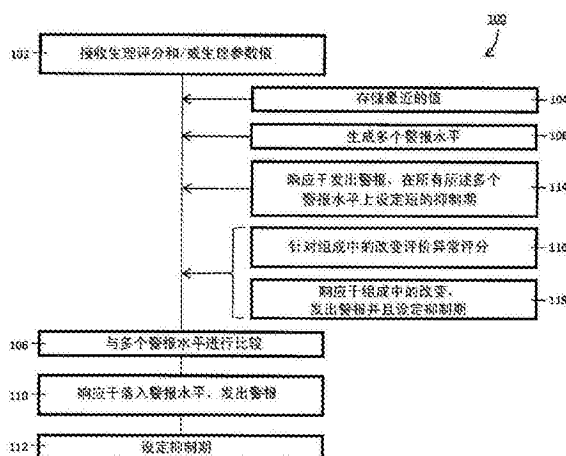 100
102
接收生理评分和/或生理参数值
存储最近的值
104
生成多个警报水平
106
响应于发出警报,在所有所述多个
警报水平上设定短的抑制期
114
针对组成中的改变评价异常评分
116
响应于组成中的改变,
发出警报并且设定抑制期
118
108
与多个警报水平进行比较
110
响应于落入警报水平,发出警报
112
设定抑制期